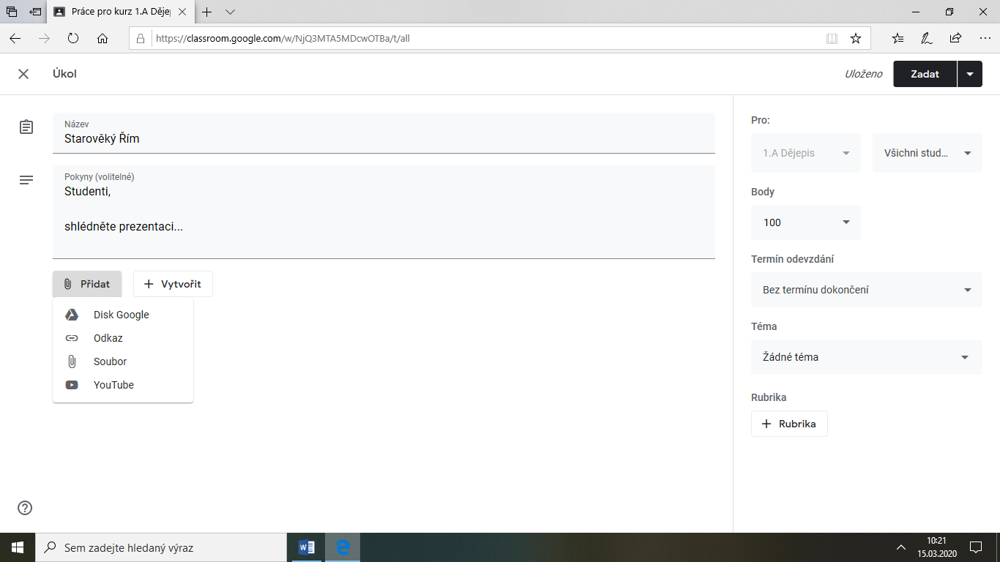 Práce pro kurz 1.A Děje
https://classroom.google.com/w/NjQ3MTA5MDcwOTBa/t/all
Úkol
Uloženo
Zadat
Název
Starověký Řím
Pokyny (volitelné)
Studenti,
shlédněte prezentaci...
Přidat
Vytvořit
Disk Google
Odkaz
Soubor
YouTube
Pro:
1.A Dějepis
Všichni stud...
Body
100
Termín odevzdání
Bez termínu dokončení
Téma
Žádné téma
Rubrika
Rubrika
Sem zadejte hledaný výraz
10:21
15.03.2020